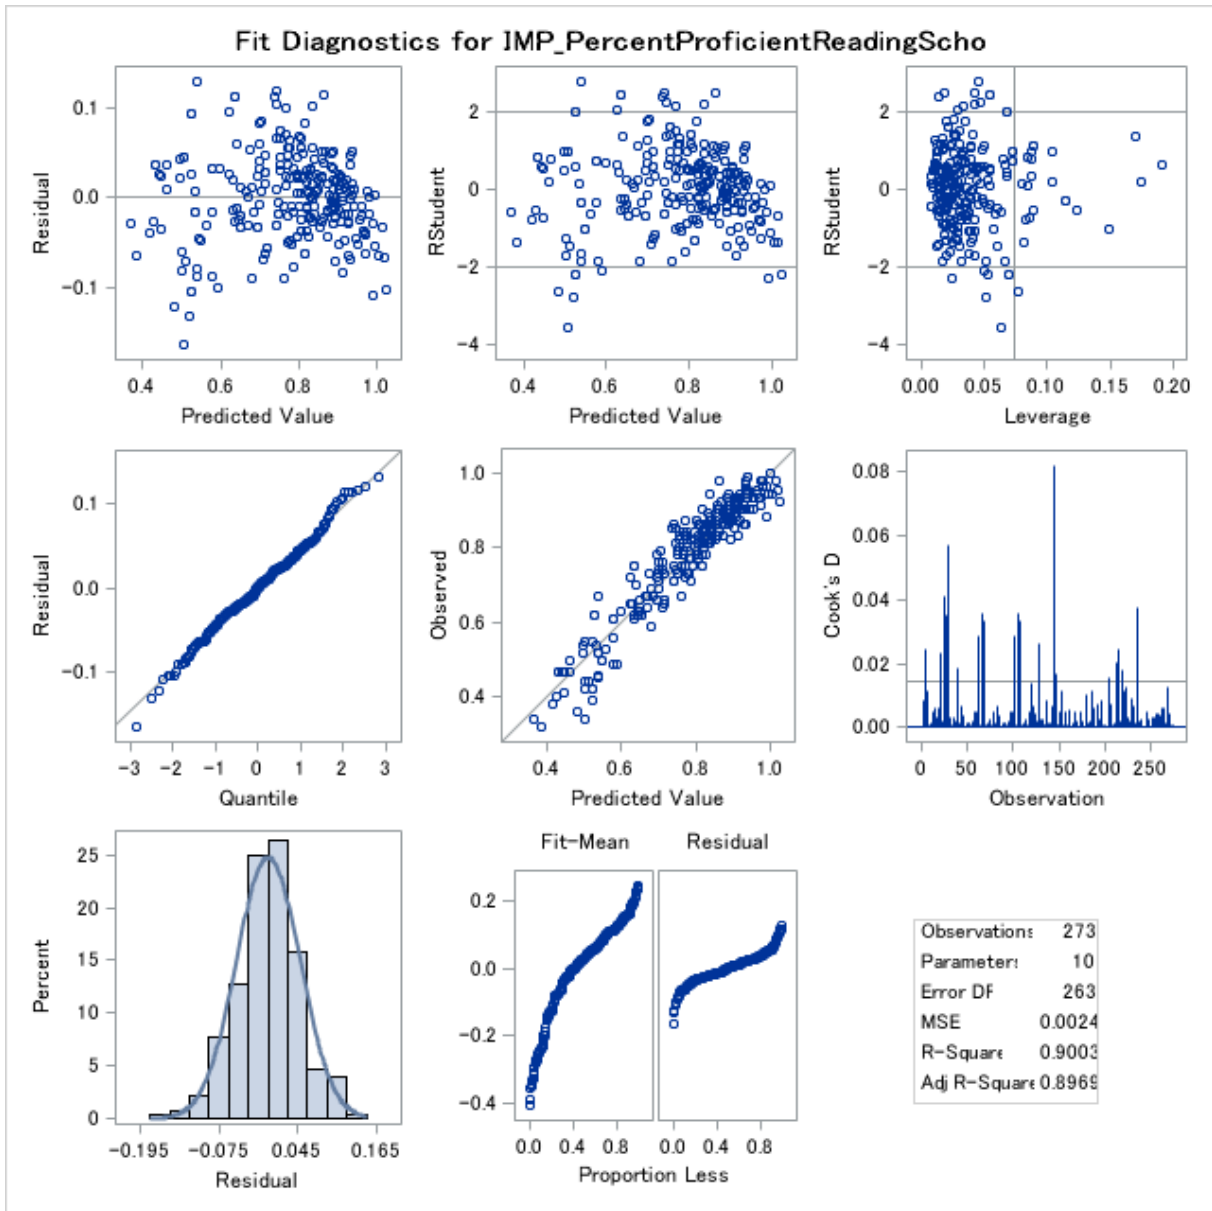 Fit Diagnostics for IMP_PercentProficientReadingScho
0.1
0.0
-0.1
Residual
0.4 0.6 0.8 1.0
Predicted Value
2
0
-2
-4
RStudent
0.4 0.6 0.8 1.0
Predicted Value
2
0
-2
-4
RStudent
0.00 0.05 0.10 0.15 0.20
Leverage
0.1
0.0
-0.1
Residual
-3 -2 -1 0 1 2 3
Quantile
1.0
0.8
0.6
0.4
Observed
0.4 0.6 0.8 1.0
Predicted Value
0.08
0.06
0.04
0.02
0.00
Cook's D
0 50 100 150 200 250
Observation
25
20
15
10
5
0
Percent
-0.195 -0.075 0.045 0.165
Residual
Fit-Mean Residual
0.2
0.0
-0.2
-0.4
0.0 0.8 0.0 0.8
Proportion Less
Observations 273
Parameters 10
Error DF 263
MSE 0.0024
R-Square 0.9003
Adj R-Square 0.8969